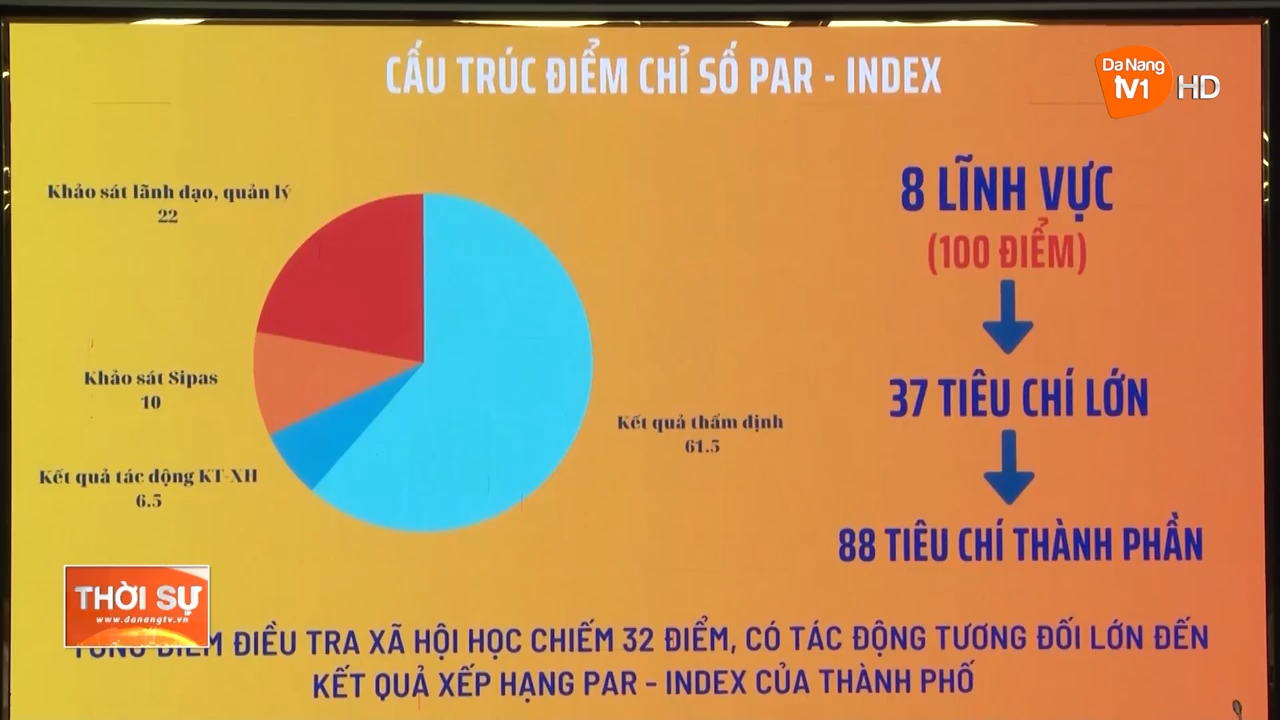 CẤU TRÚC ĐIỂM CHỈ SỐ PAR - INDEX
Da Nang
TV1 HD
Khảo sát lãnh đạo, quản lý
22
Khảo sát Sipas
10
Kết quả tác động KT-XH
6.5
Kết quả thẩm định
61.5
8 LĨNH VỰC
(100 ĐIỂM)
37 TIÊU CHÍ LỚN
88 TIÊU CHÍ THÀNH PHẦN
THỜI SỰ
www.danangtv.vn
ĐIỂM ĐIỀU TRA XÃ HỘI HỌC CHIẾM 32 ĐIỂM, CÓ TÁC ĐỘNG TƯƠNG ĐỐI LỚN ĐẾN
KẾT QUẢ XẾP HẠNG PAR - INDEX CỦA THÀNH PHỐ